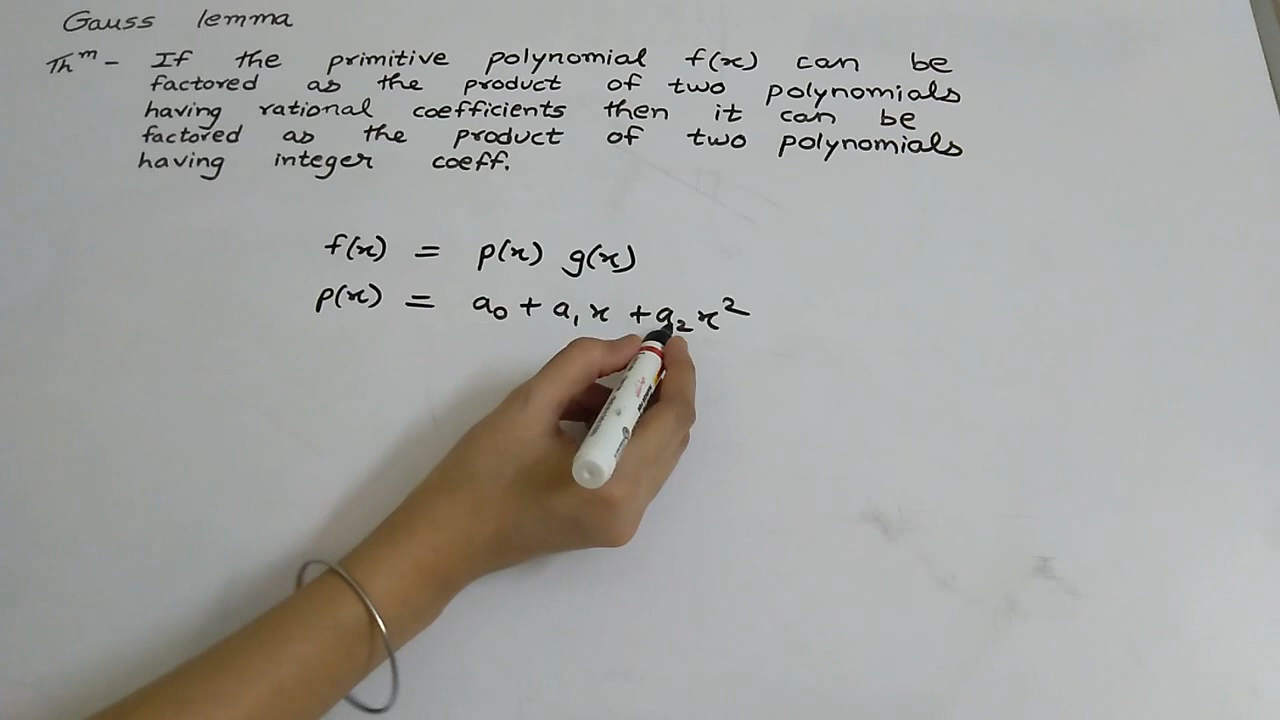 Gauss lemma
Thᵐ - If the primitive polynomial f(x) can be
factored as the product of two polynomials
having rational coefficients then it can be
factored as the product of two polynomials
having integer coeff.
f(x) = p(x) g(x)
p(x) = a₀ + a₁x + a₂x²